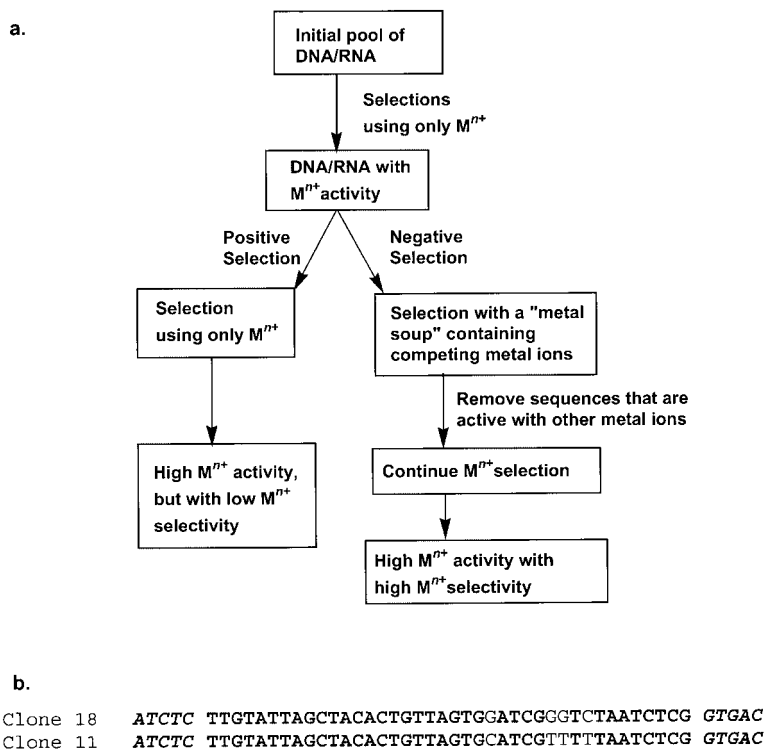 a.
Initial pool of
DNA/RNA
Selections
using only Mⁿ⁺
DNA/RNA with
Mⁿ⁺ activity
Positive
Selection
Negative
Selection
Selection
using only Mⁿ⁺
Selection with a "metal
soup" containing
competing metal ions
Remove sequences that are
active with other metal ions
High Mⁿ⁺ activity,
but with low Mⁿ⁺
selectivity
Continue Mⁿ⁺ selection
High Mⁿ⁺ activity with
high Mⁿ⁺ selectivity
b.
Clone 18 ATCTC TTGTATTAGCTACACTGTTAGTGGATCGGGTCTAATCTCG GTGAC
Clone 11 ATCTC TTGTATTAGCTACACTGTTAGTGCATCGTTTTTAATCTCG GTGAC